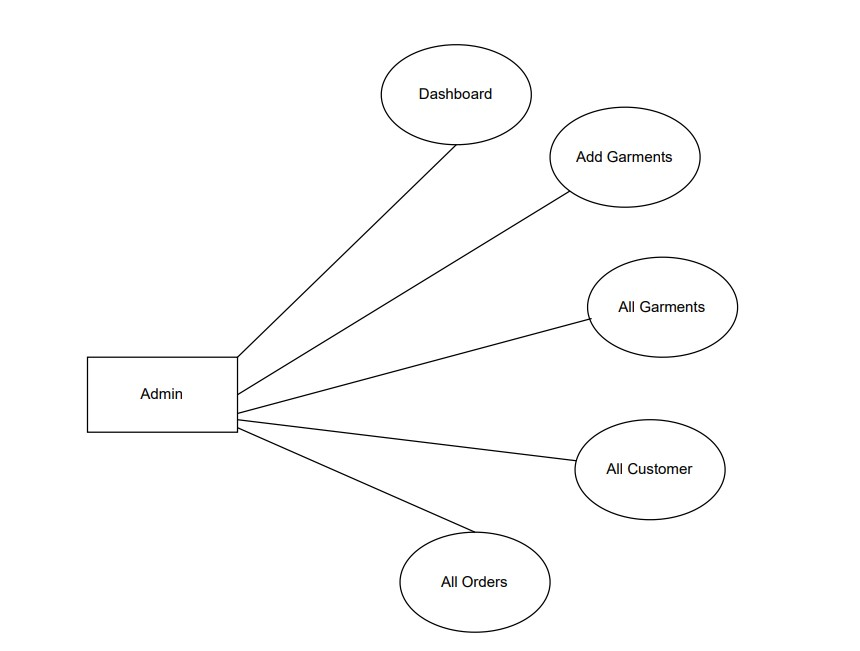 Dashboard
Add Garments
All Garments
Admin
All Customer
All Orders